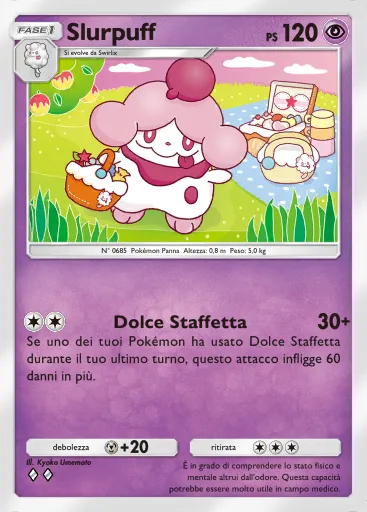 FASE 1
Slurpuff
PS 120
Si evolve da Swirlix
N° 0685 Pokémon Panna Altezza: 0,8 m Peso: 5,0 kg
Dolce Staffetta 30+
Se uno dei tuoi Pokémon ha usato Dolce Staffetta
durante il tuo ultimo turno, questo attacco infligge 60
danni in più.
debolezza +20
ritirata
Ill. Kyoko Umemoto
È in grado di comprendere lo stato fisico e
mentale altrui dall'odore. Questa capacità
potrebbe essere molto utile in campo medico.